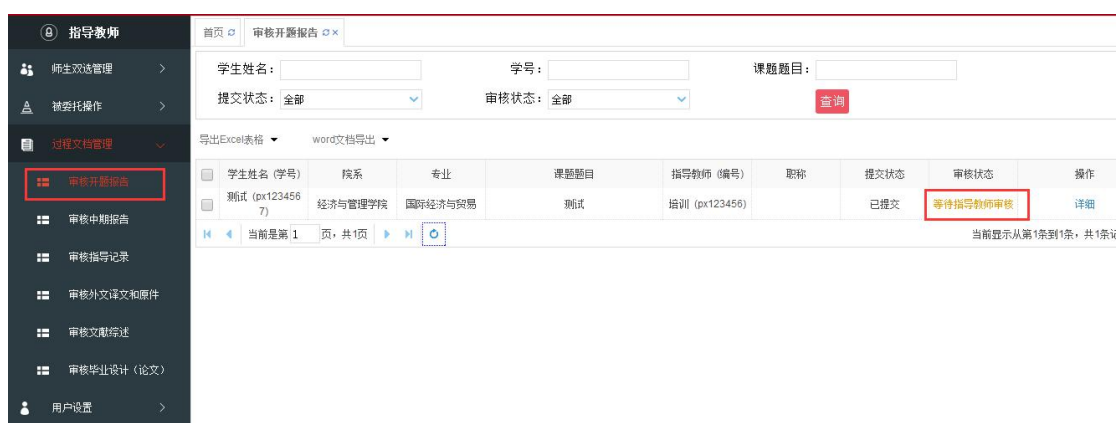 指导教师
师生双选管理
被委托操作
过程文档管理
审核开题报告
审核中期报告
审核指导记录
审核外文译文和原件
审核文献综述
审核毕业设计（论文）
用户设置
首页 审核开题报告
学生姓名： 学号： 课题题目：
提交状态： 全部 审核状态： 全部 查询
导出Excel表格 word文档导出
学生姓名（学号） 院系 专业 课题题目 指导教师（编号） 职称 提交状态 审核状态 操作
测试（px1234567） 经济与管理学院 国际经济与贸易 测试 培训（px123456） 已提交 等待指导教师审核 详细
当前是第 1 页，共1页 当前显示从第1条到1条，共1条记